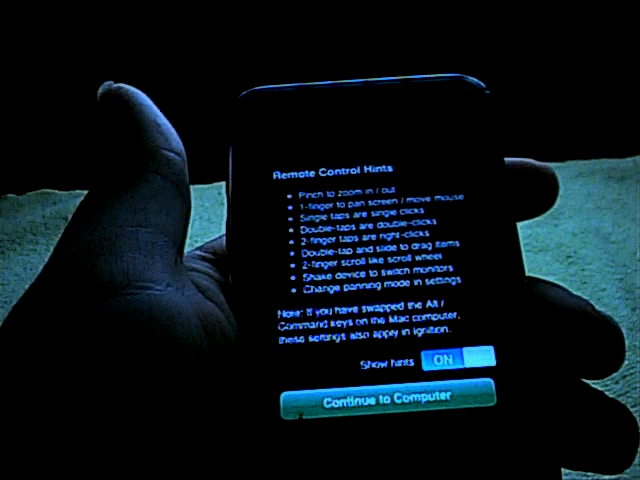 Remote Control Hints
• Pinch to zoom in / out
• 1-finger to pan screen / move mouse
• Single taps are single clicks
• Double-taps are double-clicks
• 2-finger taps are right-clicks
• Double-tap and slide to drag items
• 2-finger scroll like scroll wheel
• Shake device to switch monitors
• Change panning mode in settings
Note: If you have swapped the Alt /
Command keys on the Mac computer,
these settings also apply in Ignition.
Show hints ON
Continue to Computer